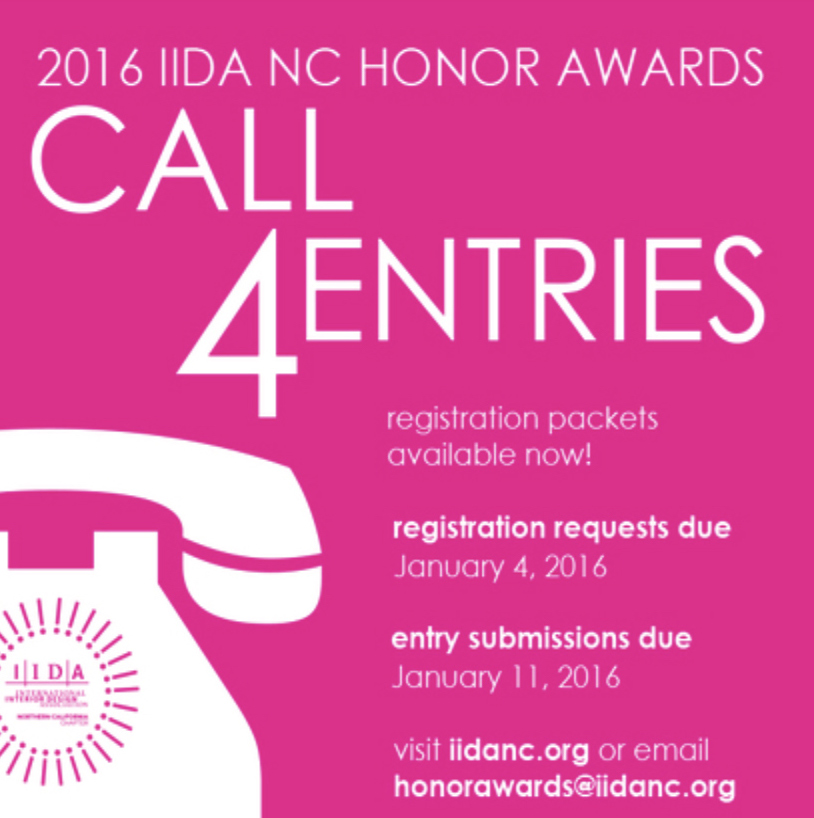 2016 IIDA NC HONOR AWARDS
CALL
4ENTRIES
registration packets
available now!
registration requests due
January 4, 2016
entry submissions due
January 11, 2016
visit iidanc.org or email
honorawards@iidanc.org
I|I|D|A
INTERNATIONAL
INTERIOR DESIGN
ASSOCIATION
NORTHERN CALIFORNIA
CHAPTER